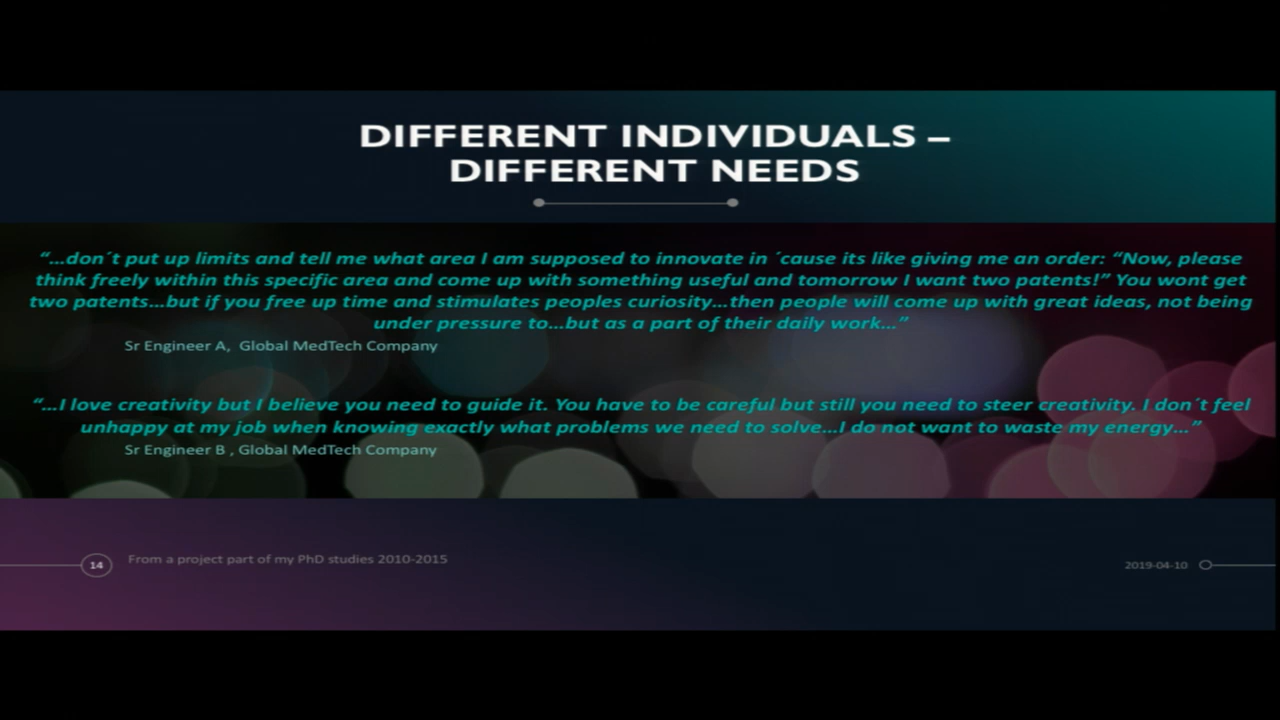 DIFFERENT INDIVIDUALS –
DIFFERENT NEEDS
“...don´t put up limits and tell me what area I am supposed to innovate in ´cause its like giving me an order: “Now, please
think freely within this specific area and come up with something useful and tomorrow I want two patents!” You wont get
two patents...but if you free up time and stimulates peoples curiosity...then people will come up with great ideas, not being
under pressure to...but as a part of their daily work...”
Sr Engineer A, Global MedTech Company
“...I love creativity but I believe you need to guide it. You have to be careful but still you need to steer creativity. I don´t feel
unhappy at my job when knowing exactly what problems we need to solve...I do not want to waste my energy...”
Sr Engineer B , Global MedTech Company
14
From a project part of my PhD studies 2010-2015
2019-04-10